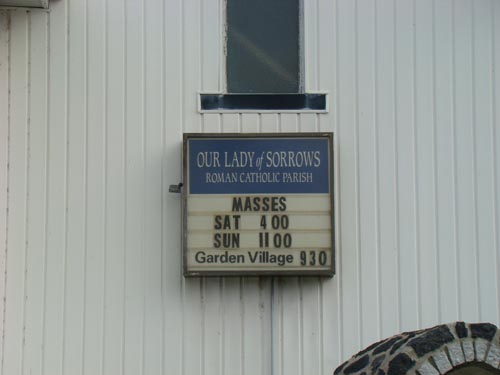 OUR LADY of SORROWS
ROMAN CATHOLIC PARISH
MASSES
SAT 4 00
SUN 11 00
Garden Village 9 30